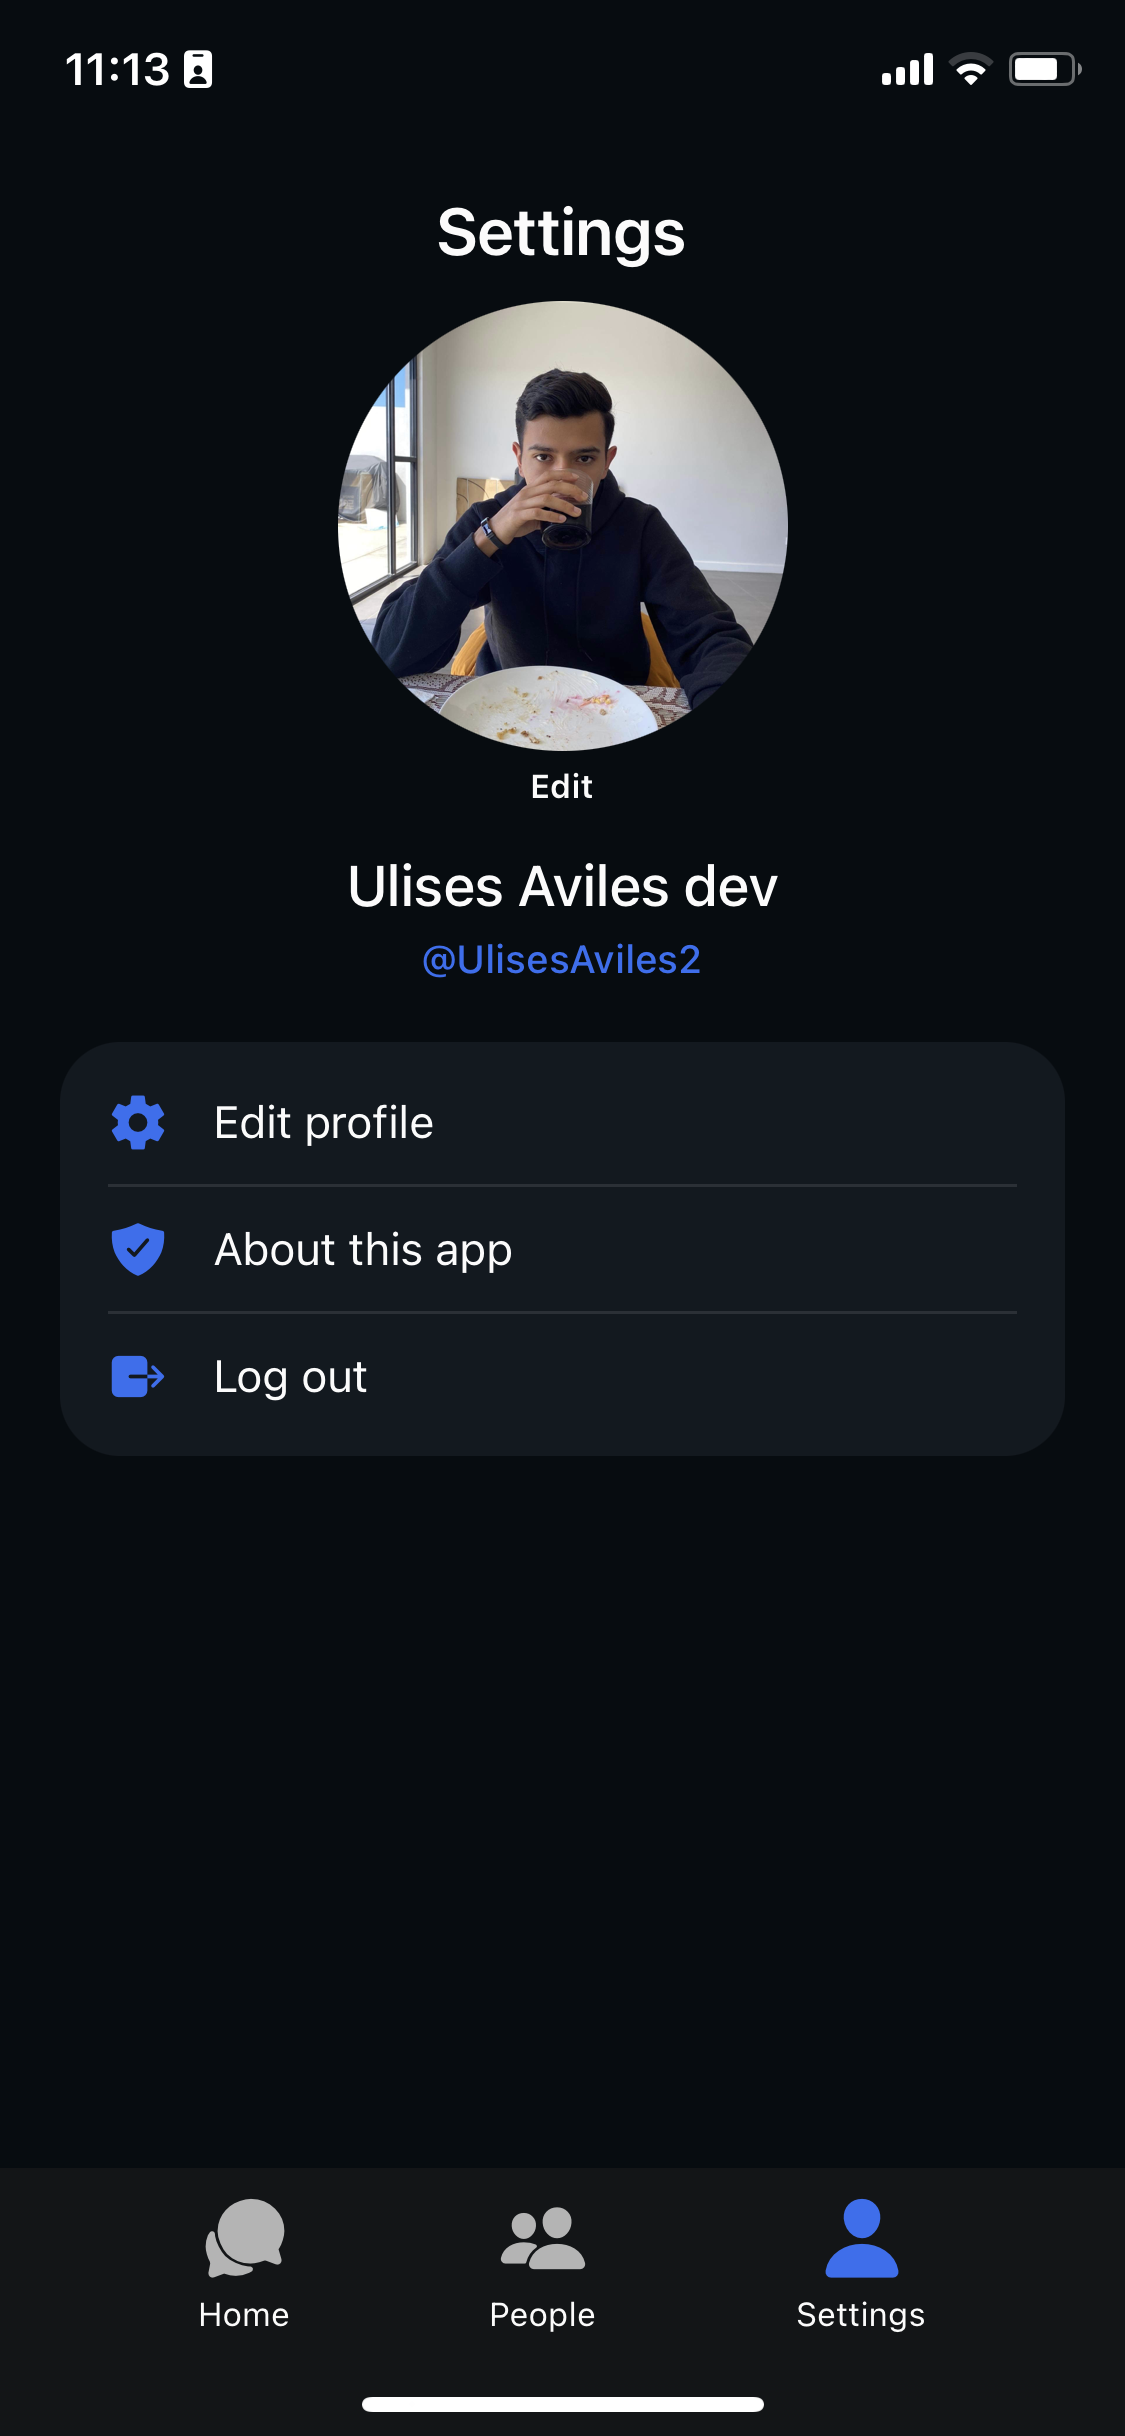 11:13
Settings
Edit
Ulises Aviles dev
@UlisesAviles2
Edit profile
About this app
Log out
Home
People
Settings